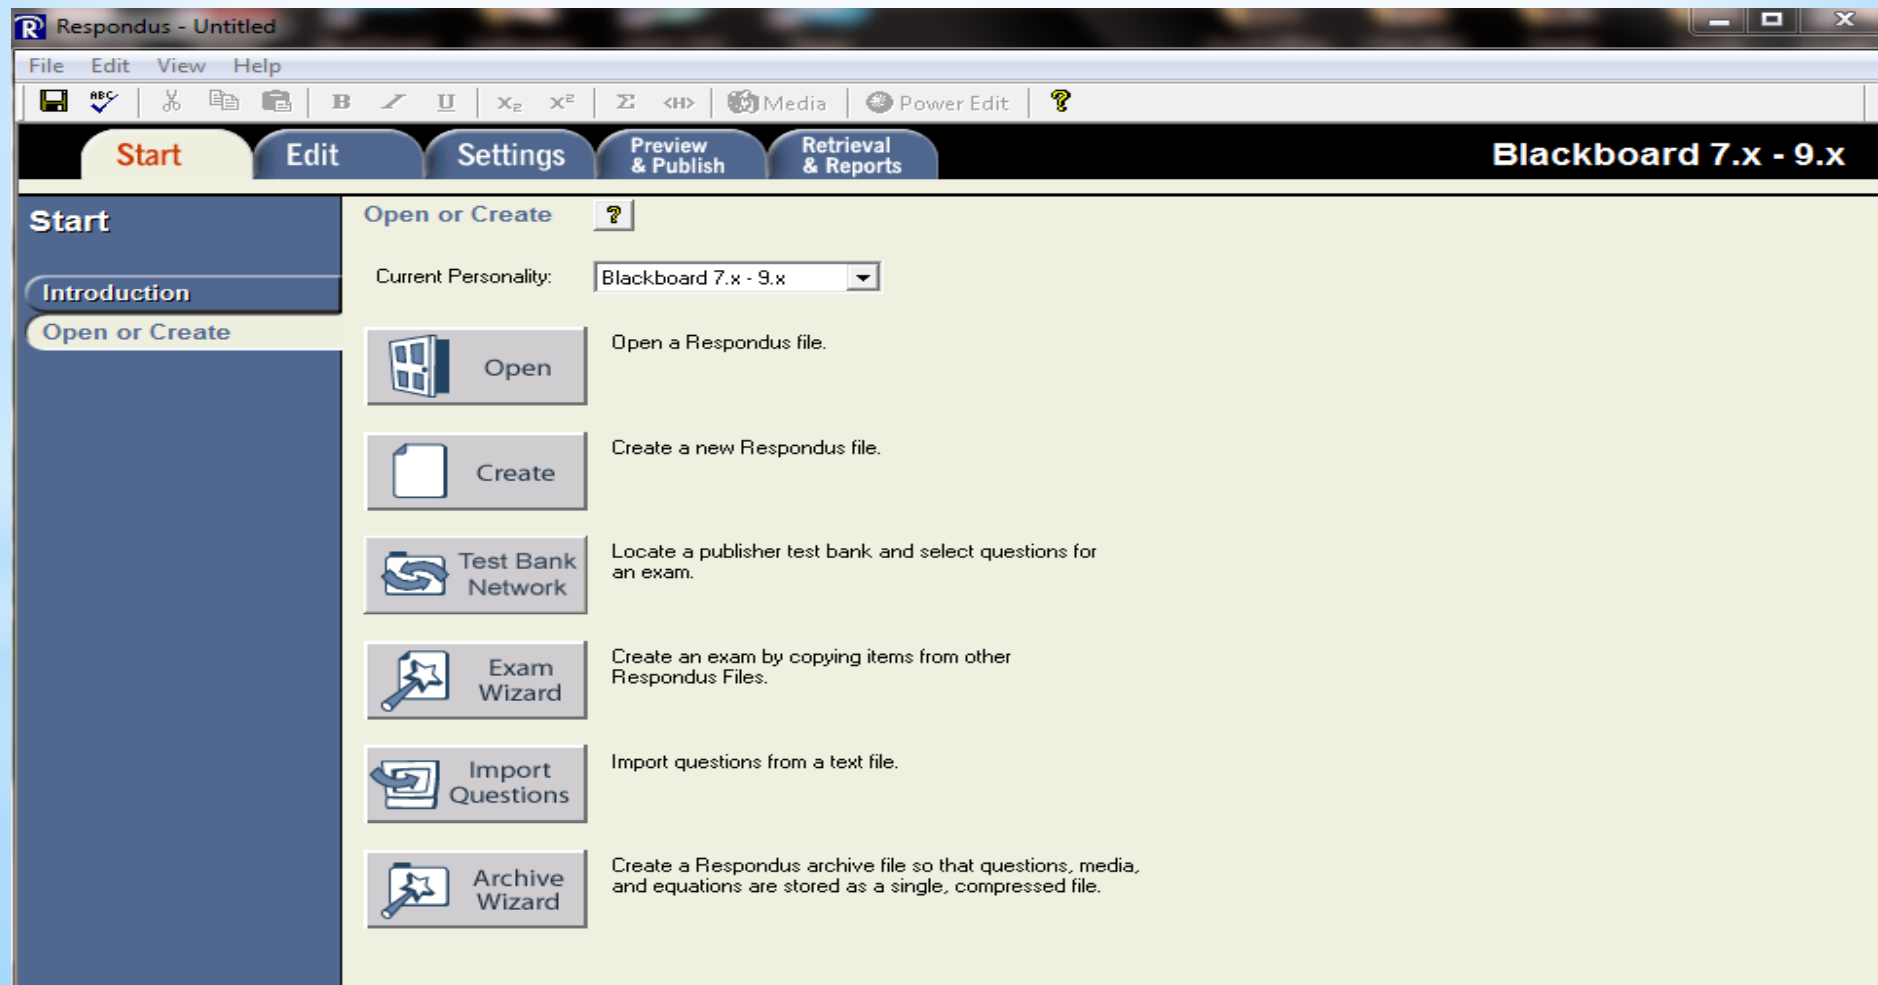 Respondus - Untitled
File Edit View Help
ABC B I U X₂ X² Σ <H> Media Power Edit ?
Start Edit Settings Preview & Publish Retrieval & Reports Blackboard 7.x - 9.x
Start
Introduction
Open or Create
Open or Create ?
Current Personality: Blackboard 7.x - 9.x
Open
Open a Respondus file.
Create
Create a new Respondus file.
Test Bank
Network
Locate a publisher test bank and select questions for
an exam.
Exam
Wizard
Create an exam by copying items from other
Respondus Files.
Import
Questions
Import questions from a text file.
Archive
Wizard
Create a Respondus archive file so that questions, media,
and equations are stored as a single, compressed file.